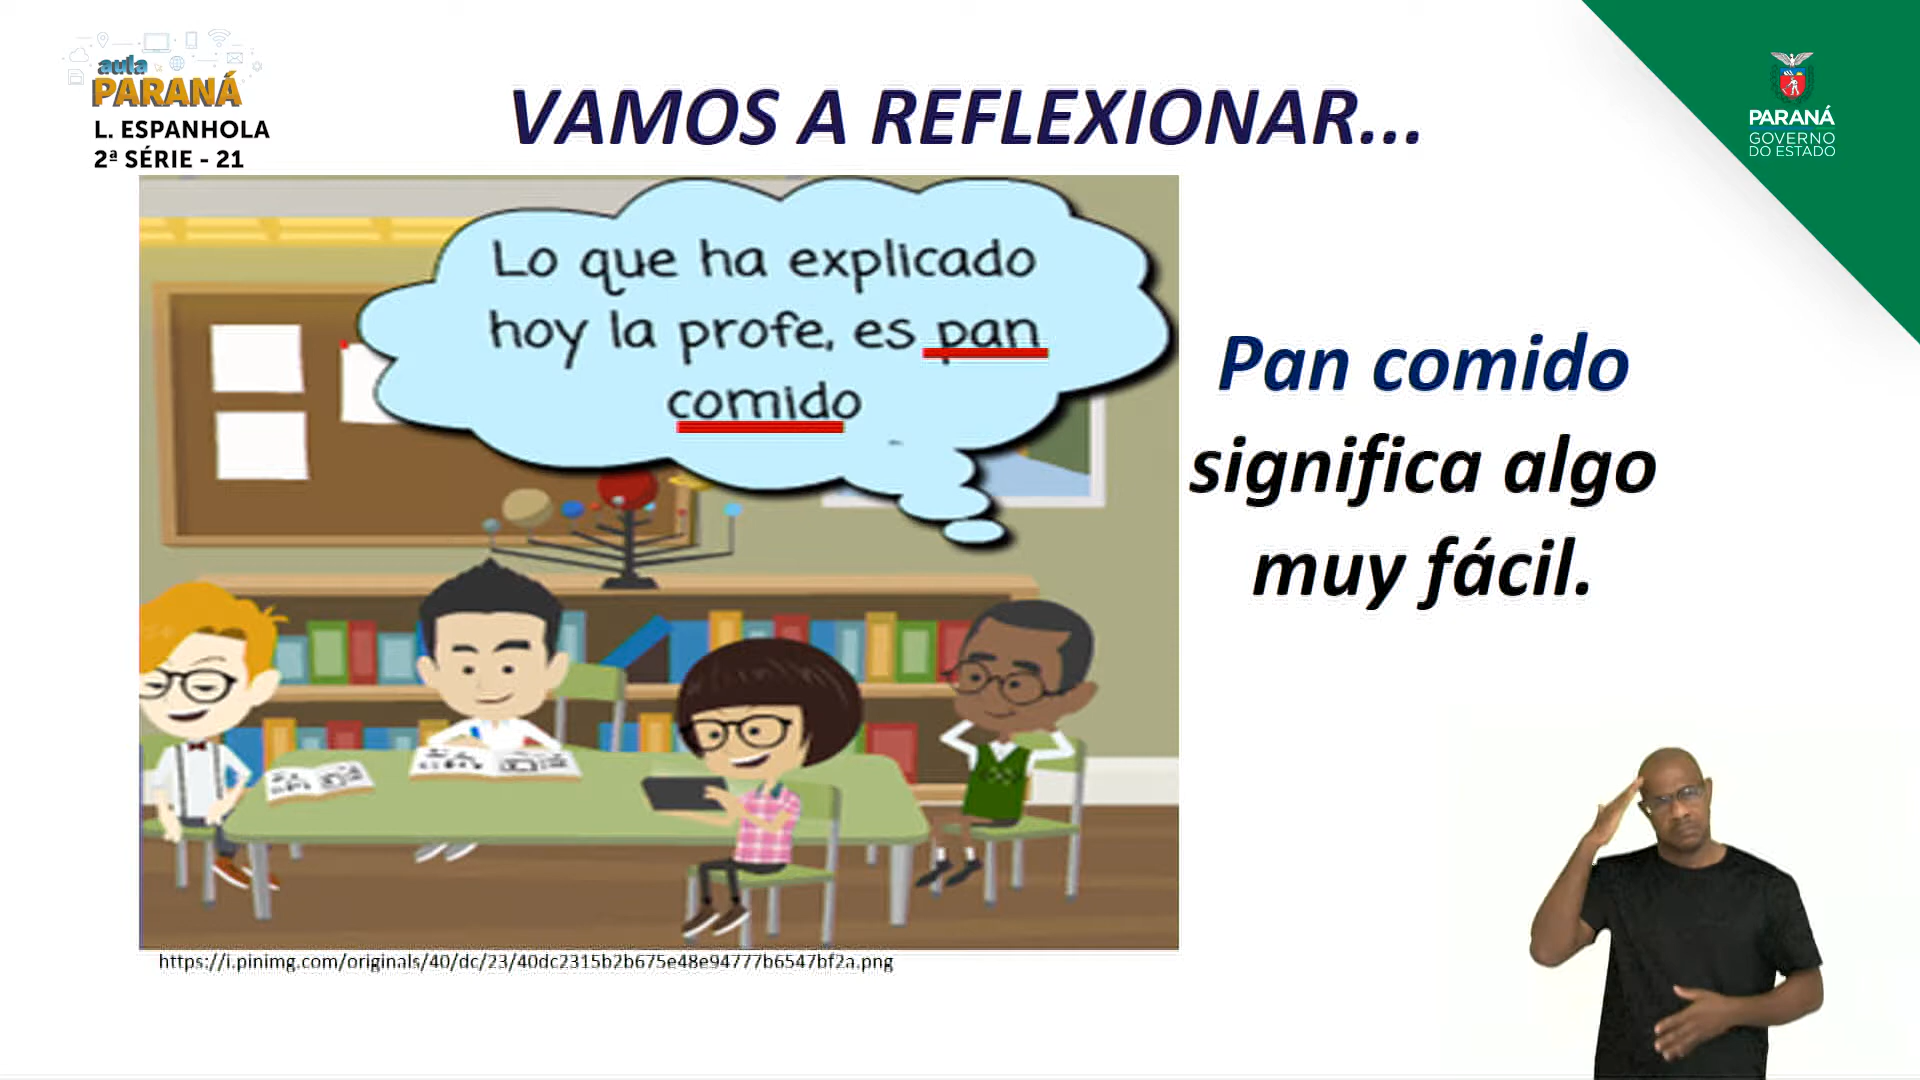 aula
PARANÁ
L. ESPANHOLA
2ª SÉRIE - 21
VAMOS A REFLEXIONAR...
PARANÁ
GOVERNO
DO ESTADO
Lo que ha explicado
hoy la profe, es pan
comido
Pan comido
significa algo
muy fácil.
https://i.pinimg.com/originals/40/dc/23/40dc2315b2b675e48e94777b6547bf2a.png